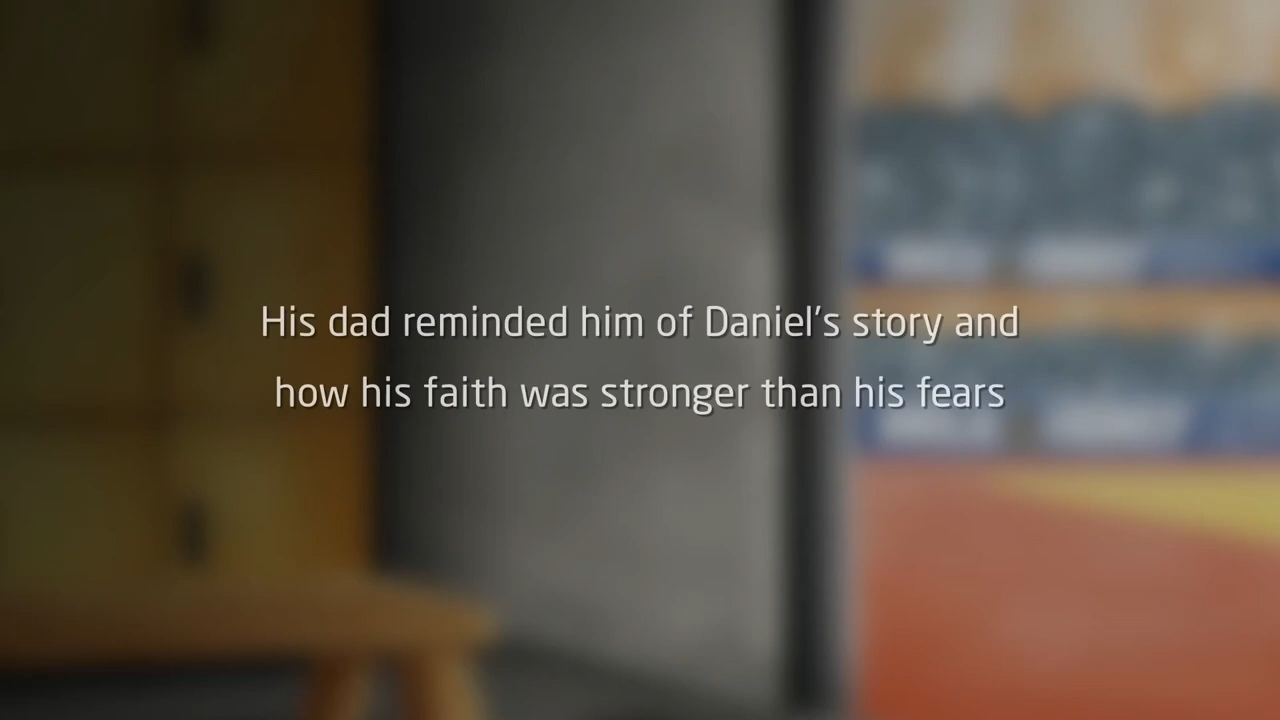 His dad reminded him of Daniel's story and
how his faith was stronger than his fears